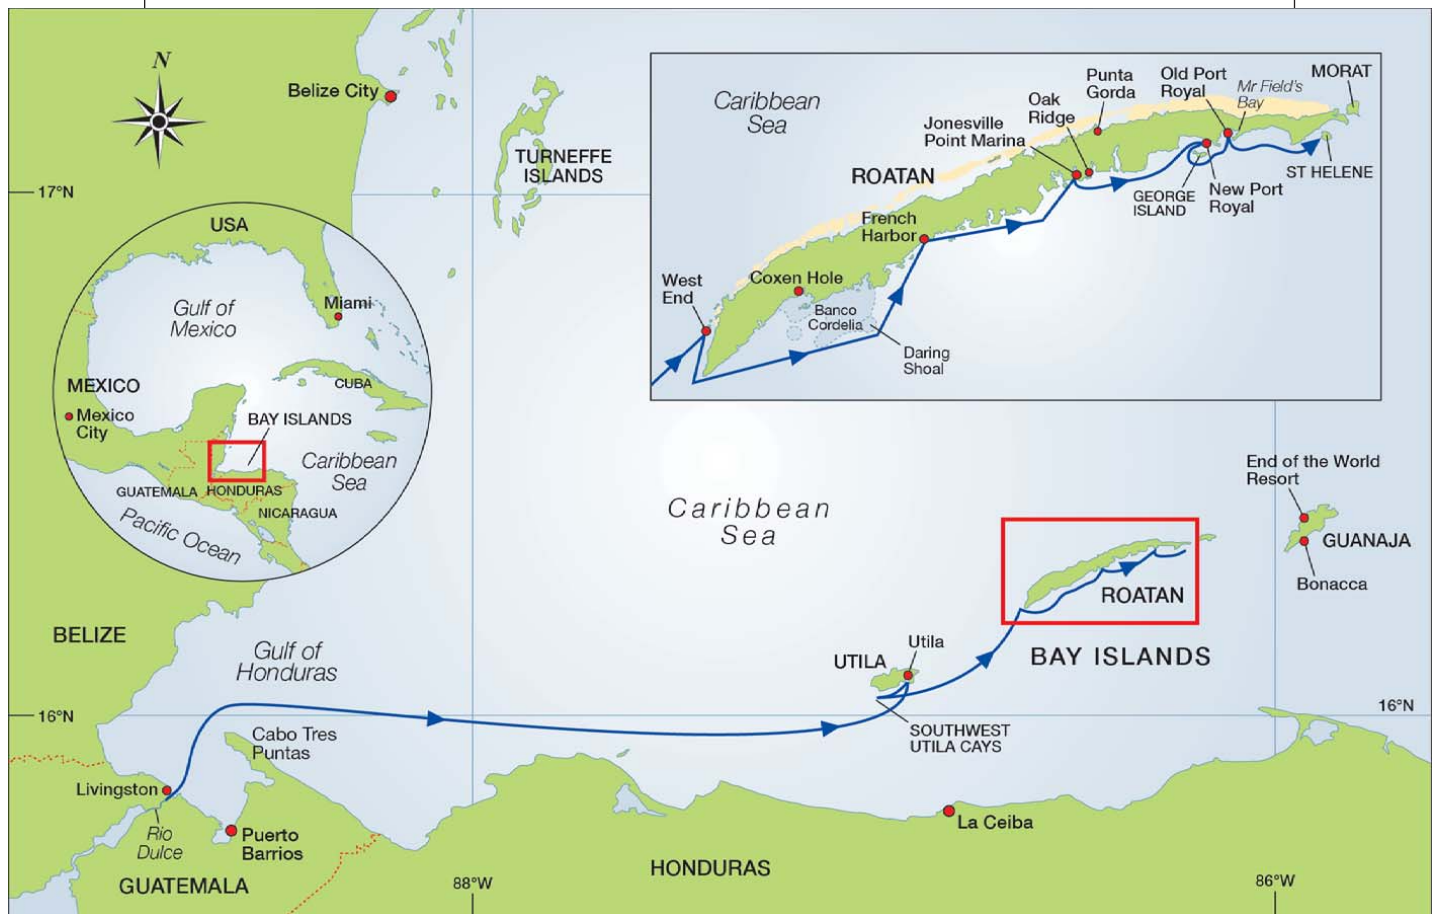 N
Belize City
TURNEFFE
ISLANDS
17°N
USA
Gulf of
Mexico
Miami
MEXICO
Mexico
City
CUBA
BAY ISLANDS
Caribbean
Sea
GUATEMALA
HONDURAS
NICARAGUA
Pacific Ocean
Caribbean
Sea
ROATAN
West
End
Coxen Hole
French
Harbor
Banco
Cordelia
Daring
Shoal
Jonesville
Point Marina
Oak
Ridge
Punta
Gorda
Old Port
Royal
Mr Field's
Bay
MORAT
ST HELENE
GEORGE
ISLAND
New Port
Royal
Caribbean
Sea
End of the World
Resort
GUANAJA
Bonacca
ROATAN
BAY ISLANDS
BELIZE
Gulf of
Honduras
UTILA
Utila
SOUTHWEST
UTILA CAYS
16°N
16°N
Cabo Tres
Puntas
Livingston
Rio
Dulce
Puerto
Barrios
La Ceiba
GUATEMALA
HONDURAS
88°W
86°W